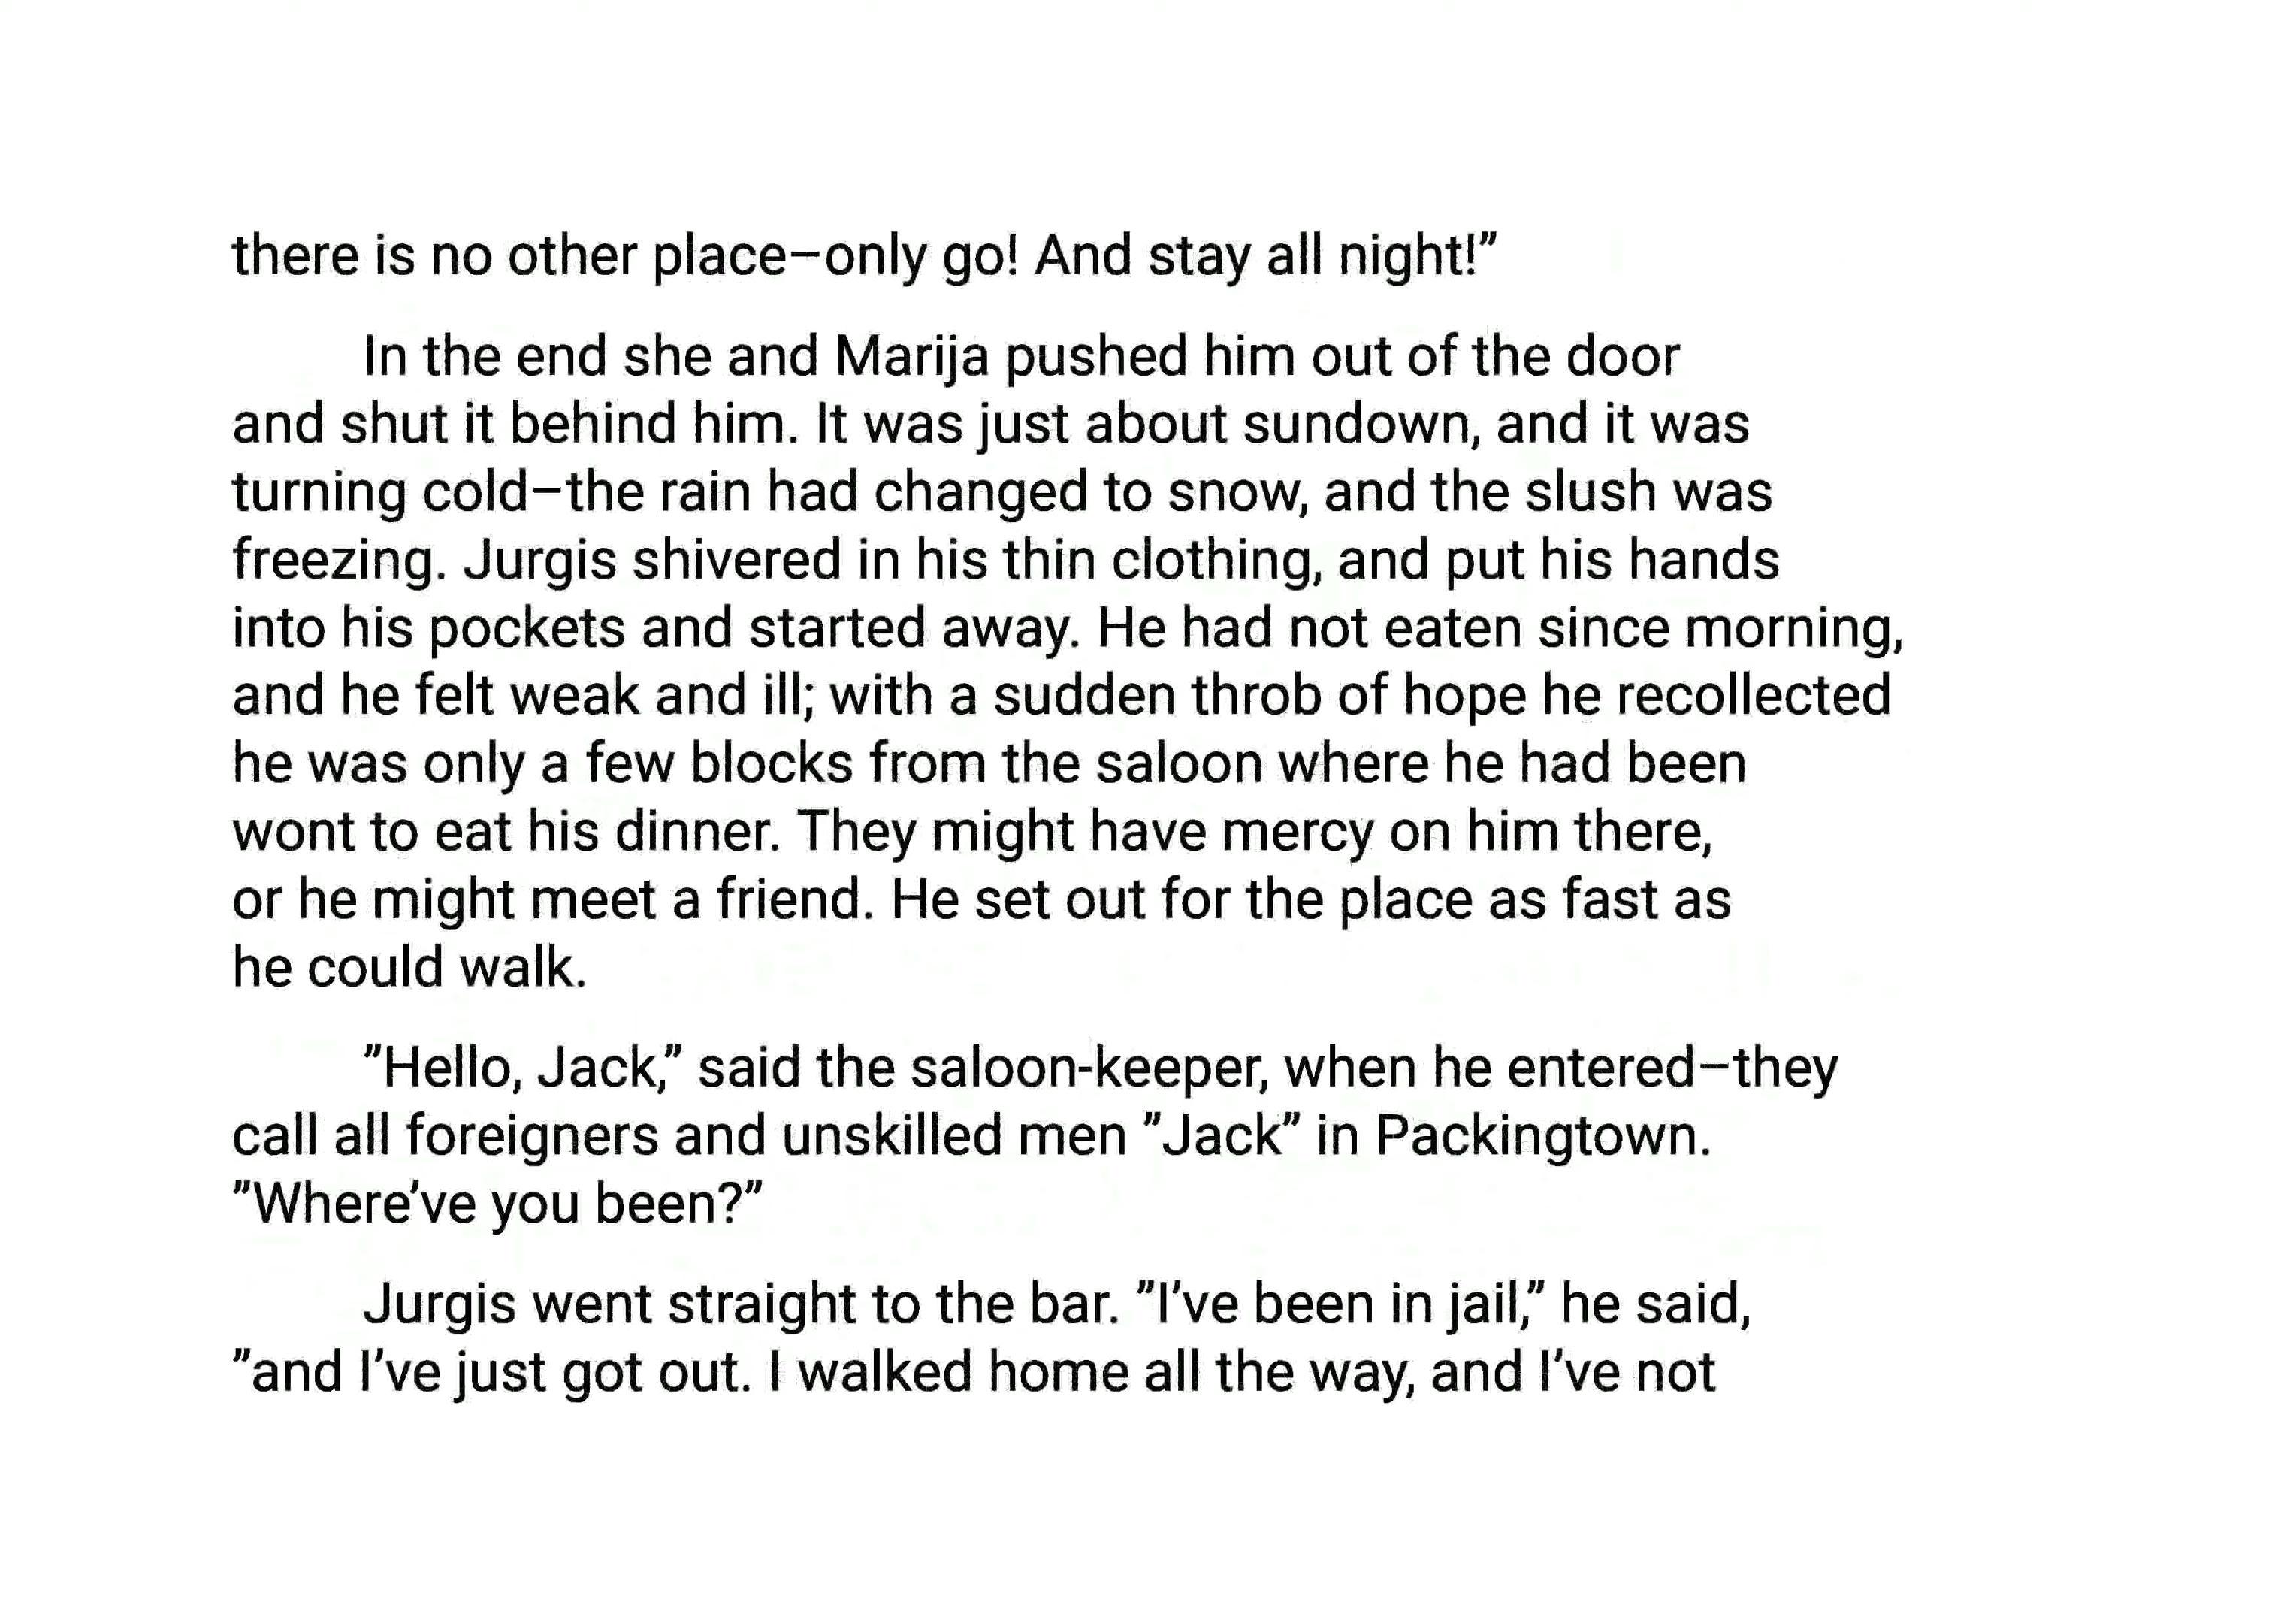 there is no other place–only go! And stay all night!”
In the end she and Marija pushed him out of the door
and shut it behind him. It was just about sundown, and it was
turning cold–the rain had changed to snow, and the slush was
freezing. Jurgis shivered in his thin clothing, and put his hands
into his pockets and started away. He had not eaten since morning,
and he felt weak and ill; with a sudden throb of hope he recollected
he was only a few blocks from the saloon where he had been
wont to eat his dinner. They might have mercy on him there,
or he might meet a friend. He set out for the place as fast as
he could walk.
”Hello, Jack,” said the saloon-keeper, when he entered–they
call all foreigners and unskilled men ”Jack” in Packingtown.
”Where’ve you been?”
Jurgis went straight to the bar. ”I’ve been in jail,” he said,
”and I’ve just got out. I walked home all the way, and I’ve not